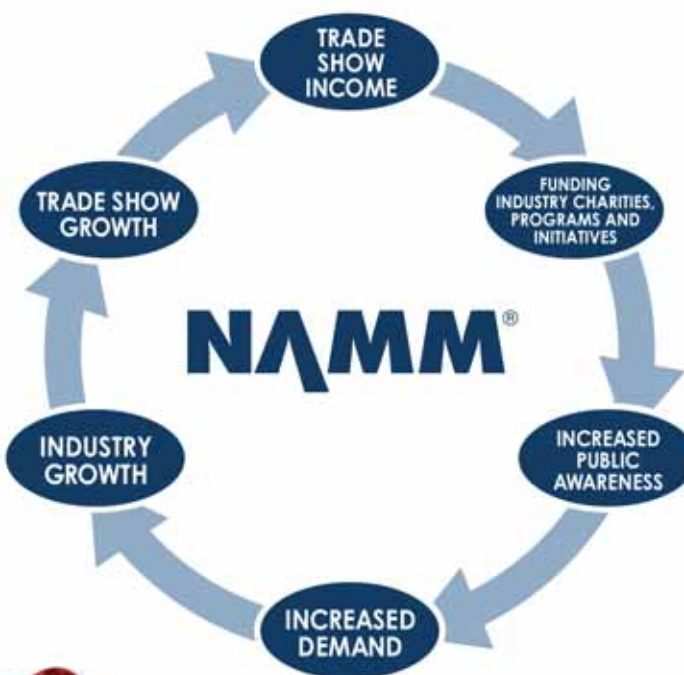 TRADE
SHOW
INCOME
FUNDING
INDUSTRY CHARITIES,
PROGRAMS AND
INITIATIVES
INCREASED
PUBLIC
AWARENESS
INCREASED
DEMAND
INDUSTRY
GROWTH
TRADE SHOW
GROWTH
NAMM®